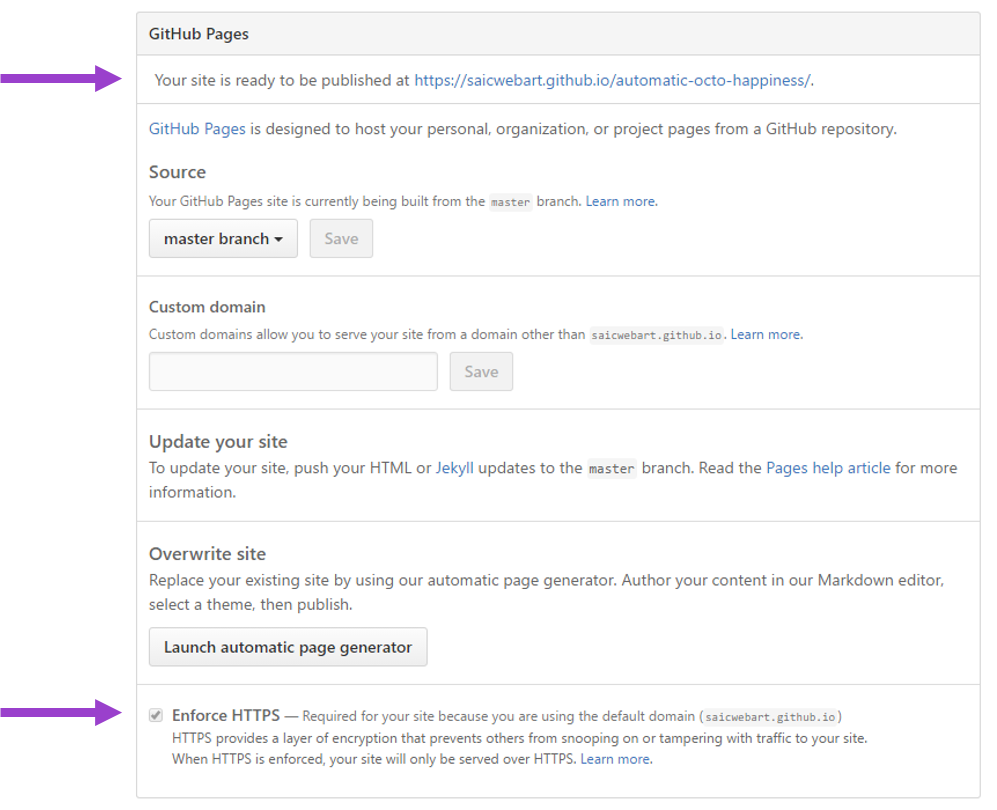 GitHub Pages
Your site is ready to be published at https://saicwebart.github.io/automatic-octo-happiness/.
GitHub Pages is designed to host your personal, organization, or project pages from a GitHub repository.
Source
Your GitHub Pages site is currently being built from the master branch. Learn more.
master branch Save
Custom domain
Custom domains allow you to serve your site from a domain other than saicwebart.github.io. Learn more.
Save
Update your site
To update your site, push your HTML or Jekyll updates to the master branch. Read the Pages help article for more
information.
Overwrite site
Replace your existing site by using our automatic page generator. Author your content in our Markdown editor,
select a theme, then publish.
Launch automatic page generator
Enforce HTTPS — Required for your site because you are using the default domain (saicwebart.github.io)
HTTPS provides a layer of encryption that prevents others from snooping on or tampering with traffic to your site.
When HTTPS is enforced, your site will only be served over HTTPS. Learn more.